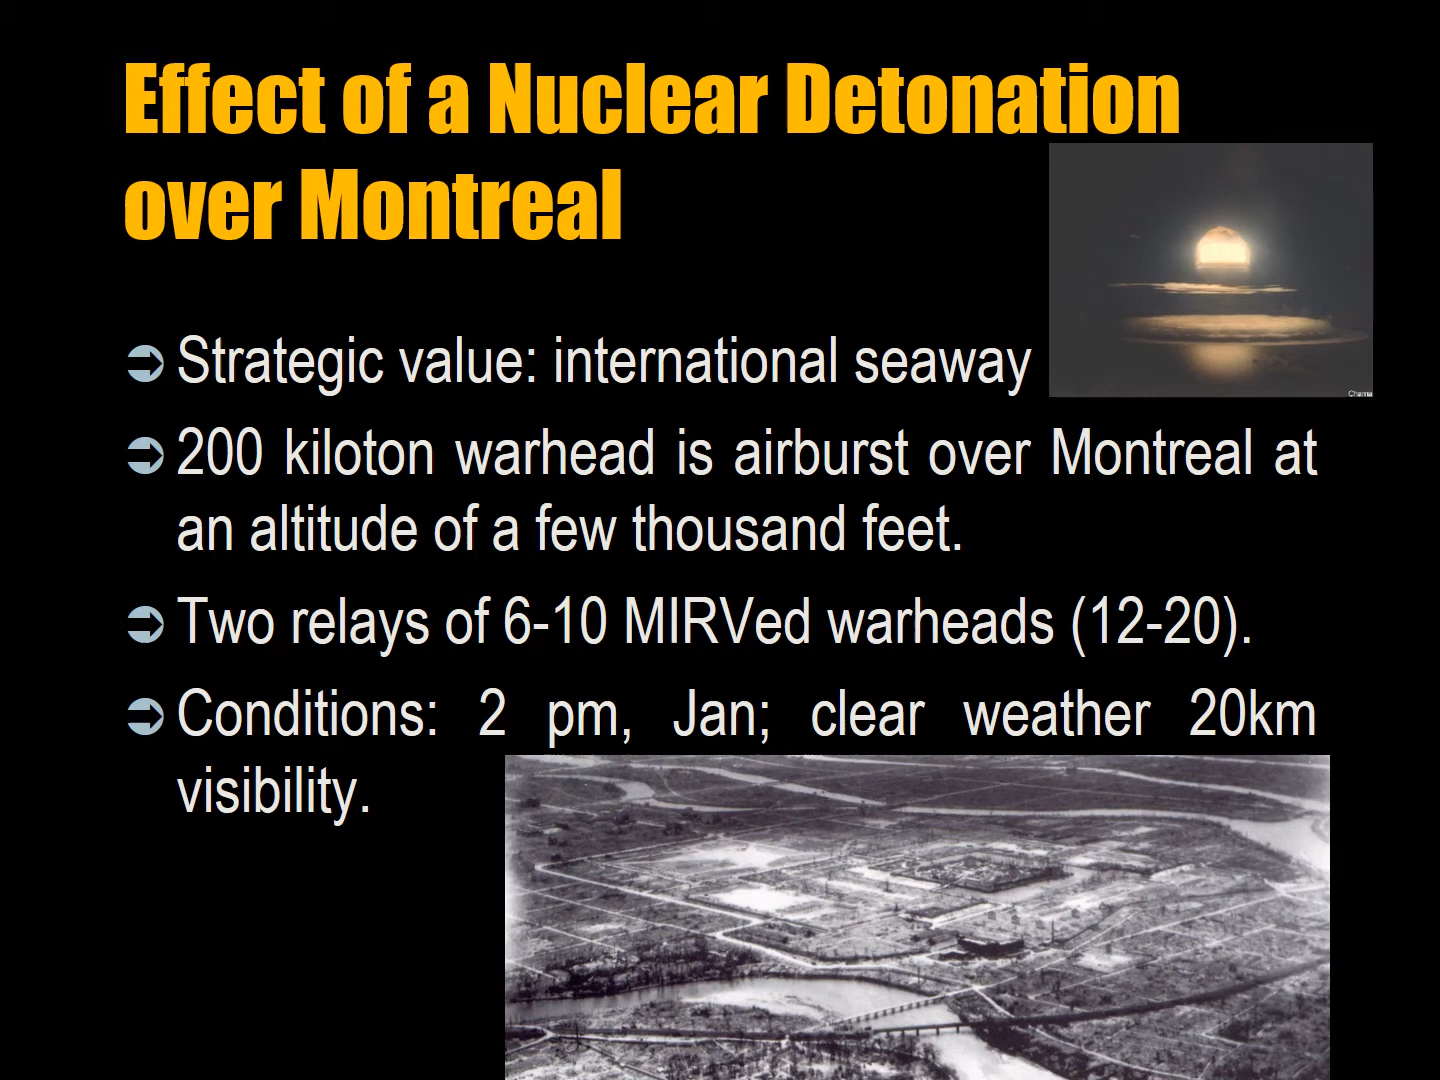 Effect of a Nuclear Detonation
over Montreal
Strategic value: international seaway
200 kiloton warhead is airburst over Montreal at
an altitude of a few thousand feet.
Two relays of 6-10 MIRVed warheads (12-20).
Conditions: 2 pm, Jan; clear weather 20km
visibility.